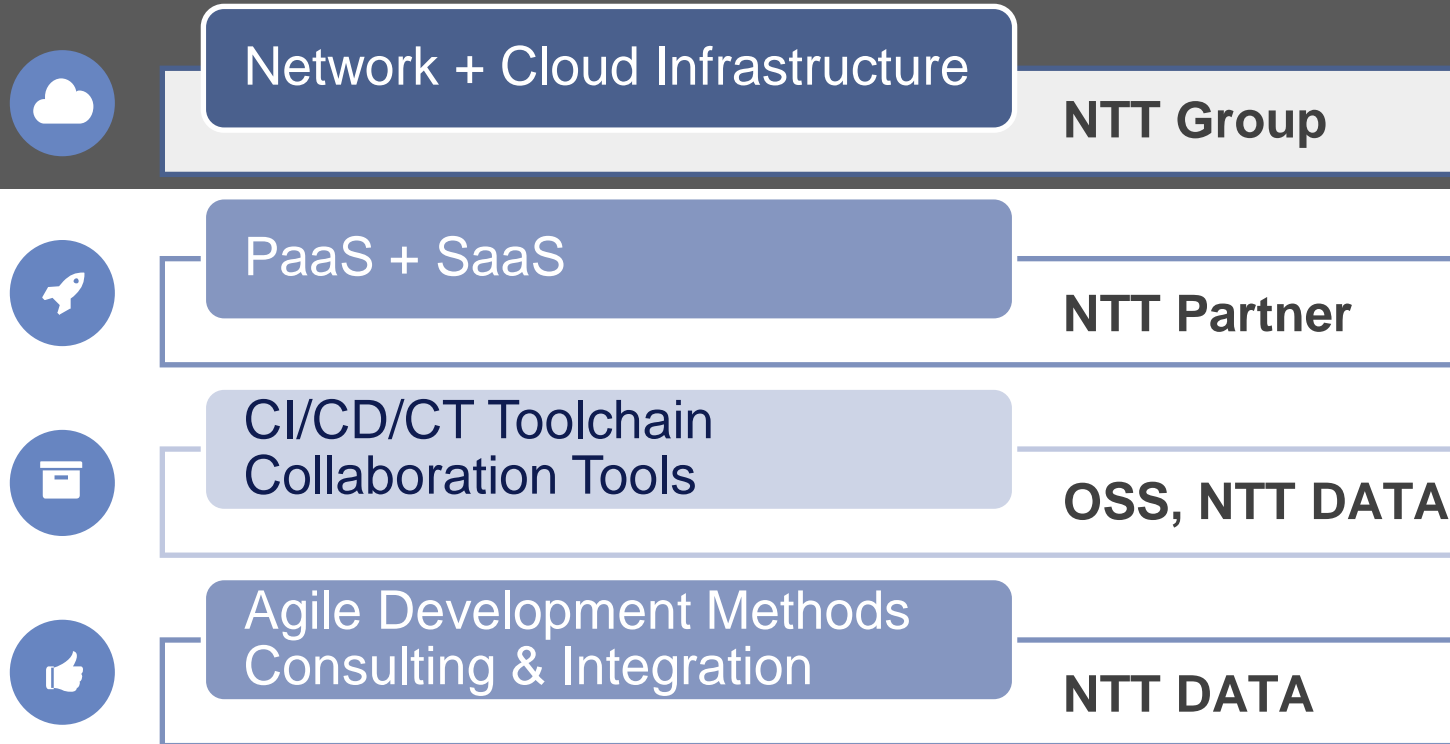 Network + Cloud Infrastructure
NTT Group
PaaS + SaaS
NTT Partner
CI/CD/CT Toolchain
Collaboration Tools
OSS, NTT DATA
Agile Development Methods
Consulting & Integration
NTT DATA